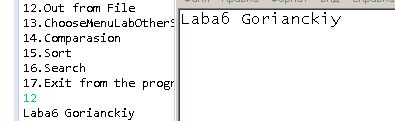 12.Out from File
13.ChooseMenuLabOther
14.Comparasion
15.Sort
16.Search
17.Exit from the progr
12
Laba6 Gorianckiy
Laba6 Gorianckiy